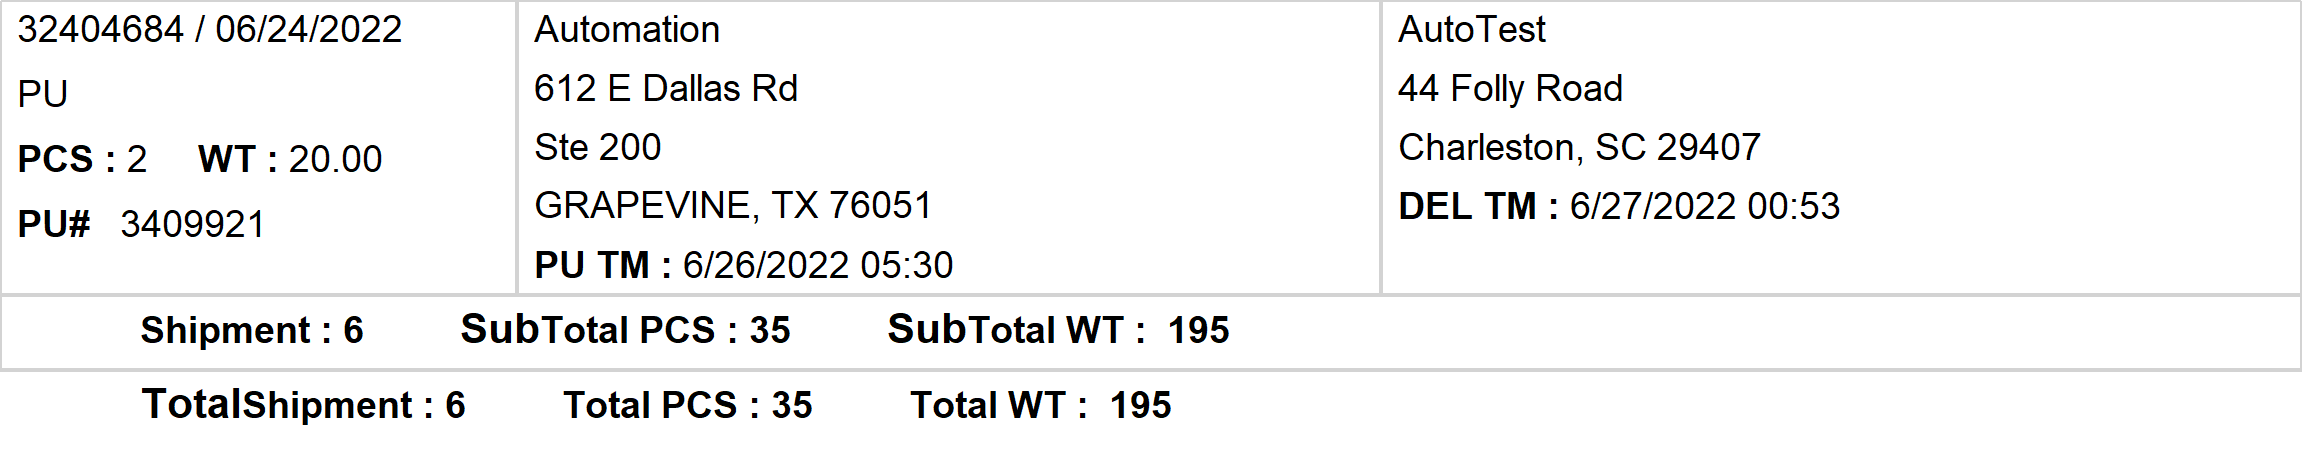 32404684 / 06/24/2022
PU
PCS : 2 WT : 20.00
PU# 3409921
Automation
612 E Dallas Rd
Ste 200
GRAPEVINE, TX 76051
PU TM : 6/26/2022 05:30
AutoTest
44 Folly Road
Charleston, SC 29407
DEL TM : 6/27/2022 00:53
Shipment : 6 SubTotal PCS : 35 SubTotal WT : 195
TotalShipment : 6 Total PCS : 35 Total WT : 195